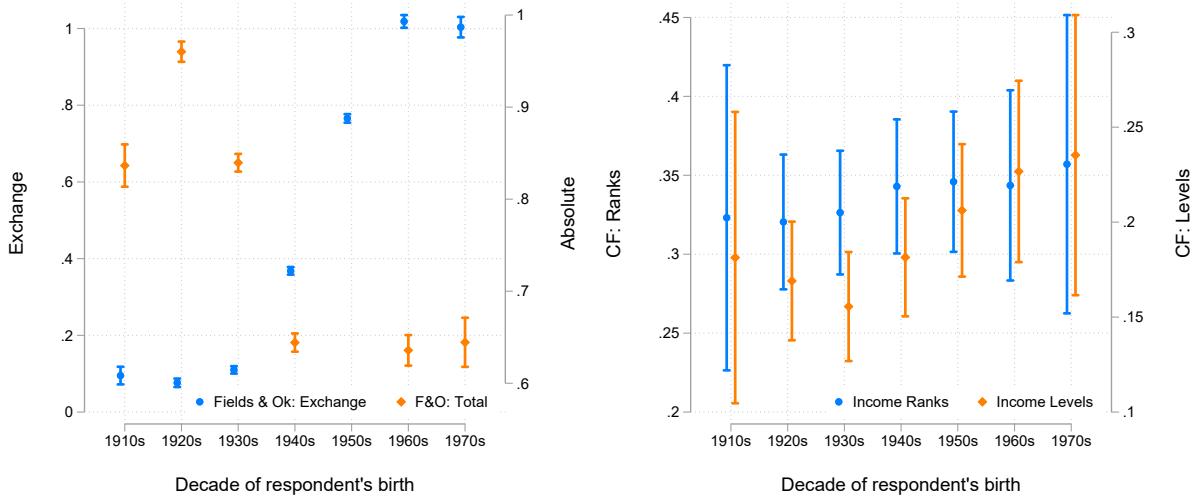 1
.8
.6
.4
.2
0
Exchange
1
.9
.8
.7
.6
Absolute
Fields & Ok: Exchange
F&O: Total
1910s 1920s 1930s 1940s 1950s 1960s 1970s
Decade of respondent's birth
.45
.4
.35
.3
.25
.2
CF: Ranks
.3
.25
.2
.15
.1
CF: Levels
Income Ranks
Income Levels
1910s 1920s 1930s 1940s 1950s 1960s 1970s
Decade of respondent's birth